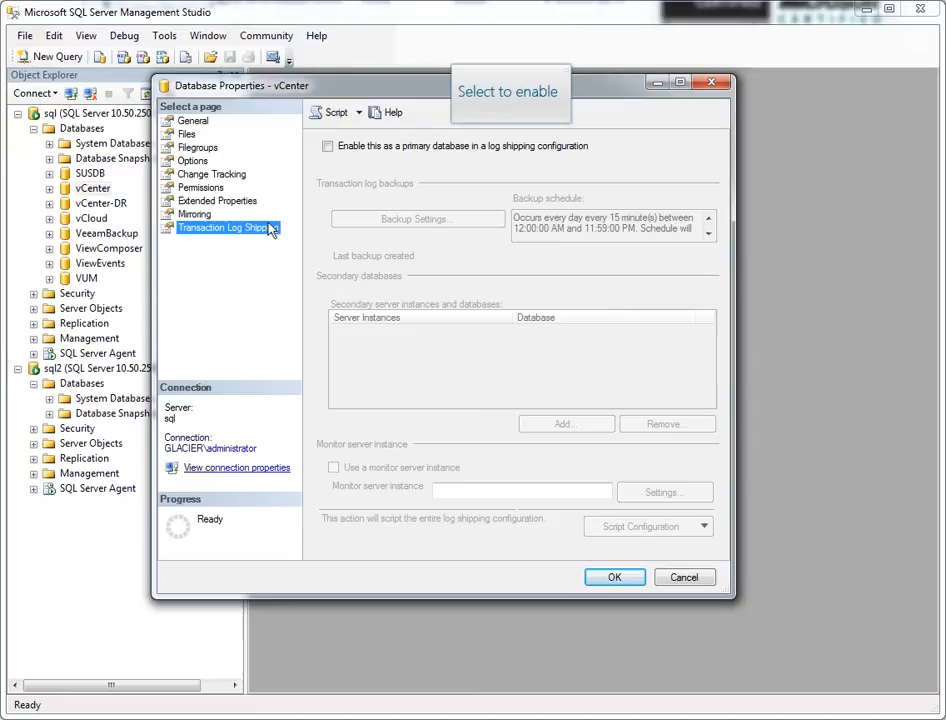 Microsoft SQL Server Management Studio
File Edit View Debug Tools Window Community Help
New Query
Object Explorer
Connect
sql (SQL Server 10.50.250
Databases
System Database
Database Snapsh
SUSDB
vCenter
vCenter-DR
vCloud
VeeamBackup
ViewComposer
ViewEvents
VUM
Security
Server Objects
Replication
Management
SQL Server Agent
sql2 (SQL Server 10.50.25
Databases
System Databas
Database Snapsh
Security
Server Objects
Replication
Management
SQL Server Agent
Ready
Database Properties - vCenter
Select to enable
Select a page
General
Files
Filegroups
Options
Change Tracking
Permissions
Extended Properties
Mirroring
Transaction Log Shipping
Connection
Server:
sql
Connection:
GLACIER\administrator
View connection properties
Progress
Ready
Script Help
Enable this as a primary database in a log shipping configuration
Transaction log backups
Backup schedule:
Backup Settings...
Occurs every day every 15 minute(s) between
12:00:00 AM and 11:59:00 PM. Schedule will
Last backup created:
Secondary databases
Secondary server instances and databases:
Server Instances Database
Add... Remove...
Monitor server instance
Use a monitor server instance
Monitor server instance Settings...
This action will script the entire log shipping configuration.
Script Configuration
OK Cancel